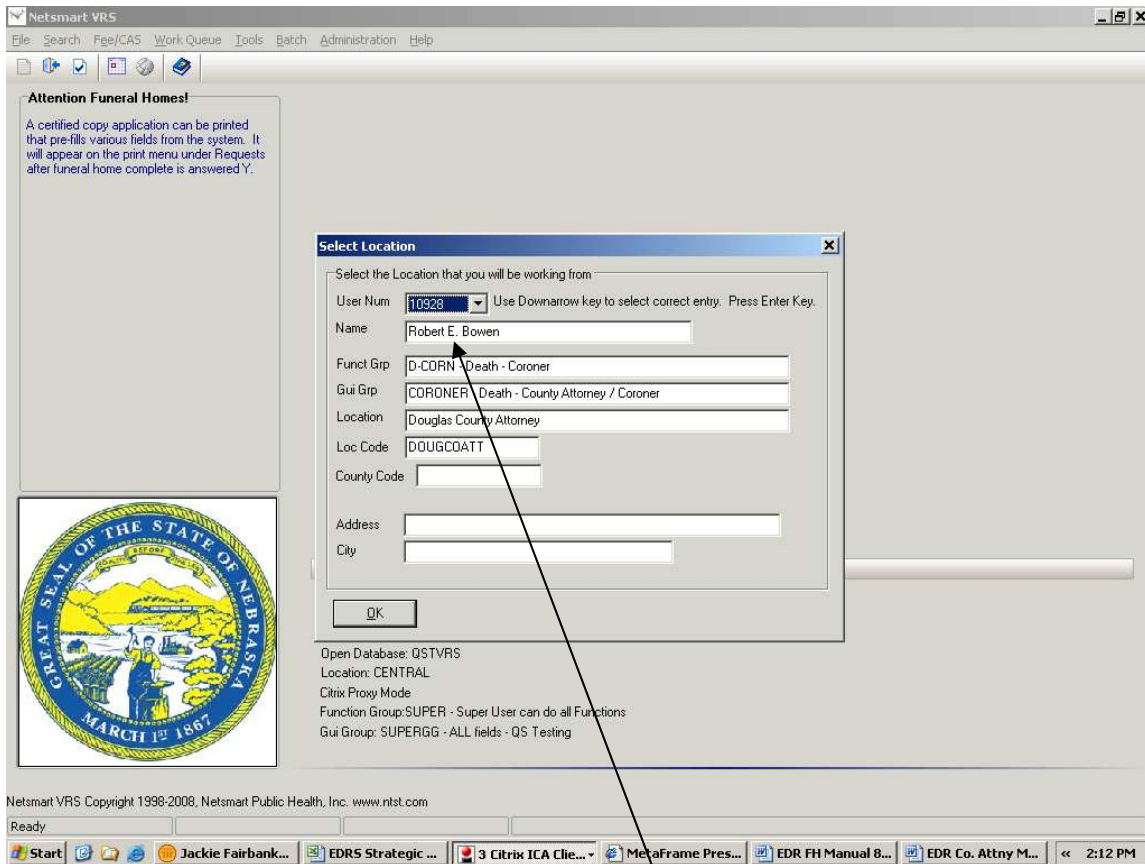 Netsmart VRS
File Search Fee/CAS Work Queue Tools Batch Administration Help
Attention Funeral Homes!
A certified copy application can be printed
that pre-fills various fields from the system. It
will appear on the print menu under Requests
after funeral home complete is answered Y.
Select Location
Select the Location that you will be working from
User Num 10928 Use Downarrow key to select correct entry. Press Enter Key.
Name Robert E. Bowen
Funct Grp D-CORN - Death - Coroner
Gui Grp CORONER - Death - County Attorney / Coroner
Location Douglas County Attorney
Loc Code DOUGCOATT
County Code
Address
City
OK
GREAT SEAL OF THE STATE OF NEBRASKA
EQUALITY BEFORE THE LAW
MARCH 1ST 1867
Open Database: QSTVRS
Location: CENTRAL
Citrix Proxy Mode
Function Group:SUPER - Super User can do all Functions
Gui Group: SUPERGG - ALL fields - QS Testing
Netsmart VRS Copyright 1998-2008, Netsmart Public Health, Inc. www.ntst.com
Ready
Start Jackie Fairbank... EDRS Strategic ... 3 Citrix ICA Clie... MetaFrame Pres... EDR FH Manual 8... EDR Co. Attny M... « 2:12 PM